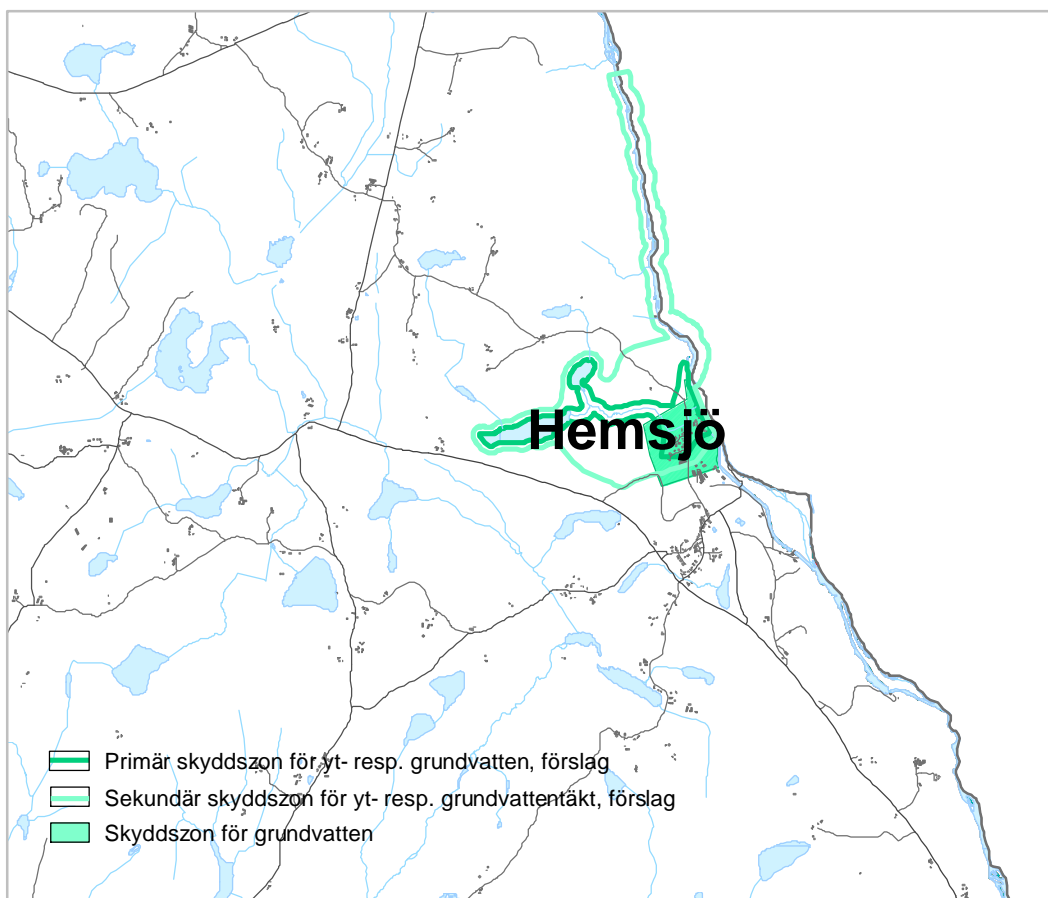 Hemsjö
Primär skyddszon för yt- resp. grundvatten, förslag
Sekundär skyddszon för yt- resp. grundvattentäkt, förslag
Skyddszon för grundvatten